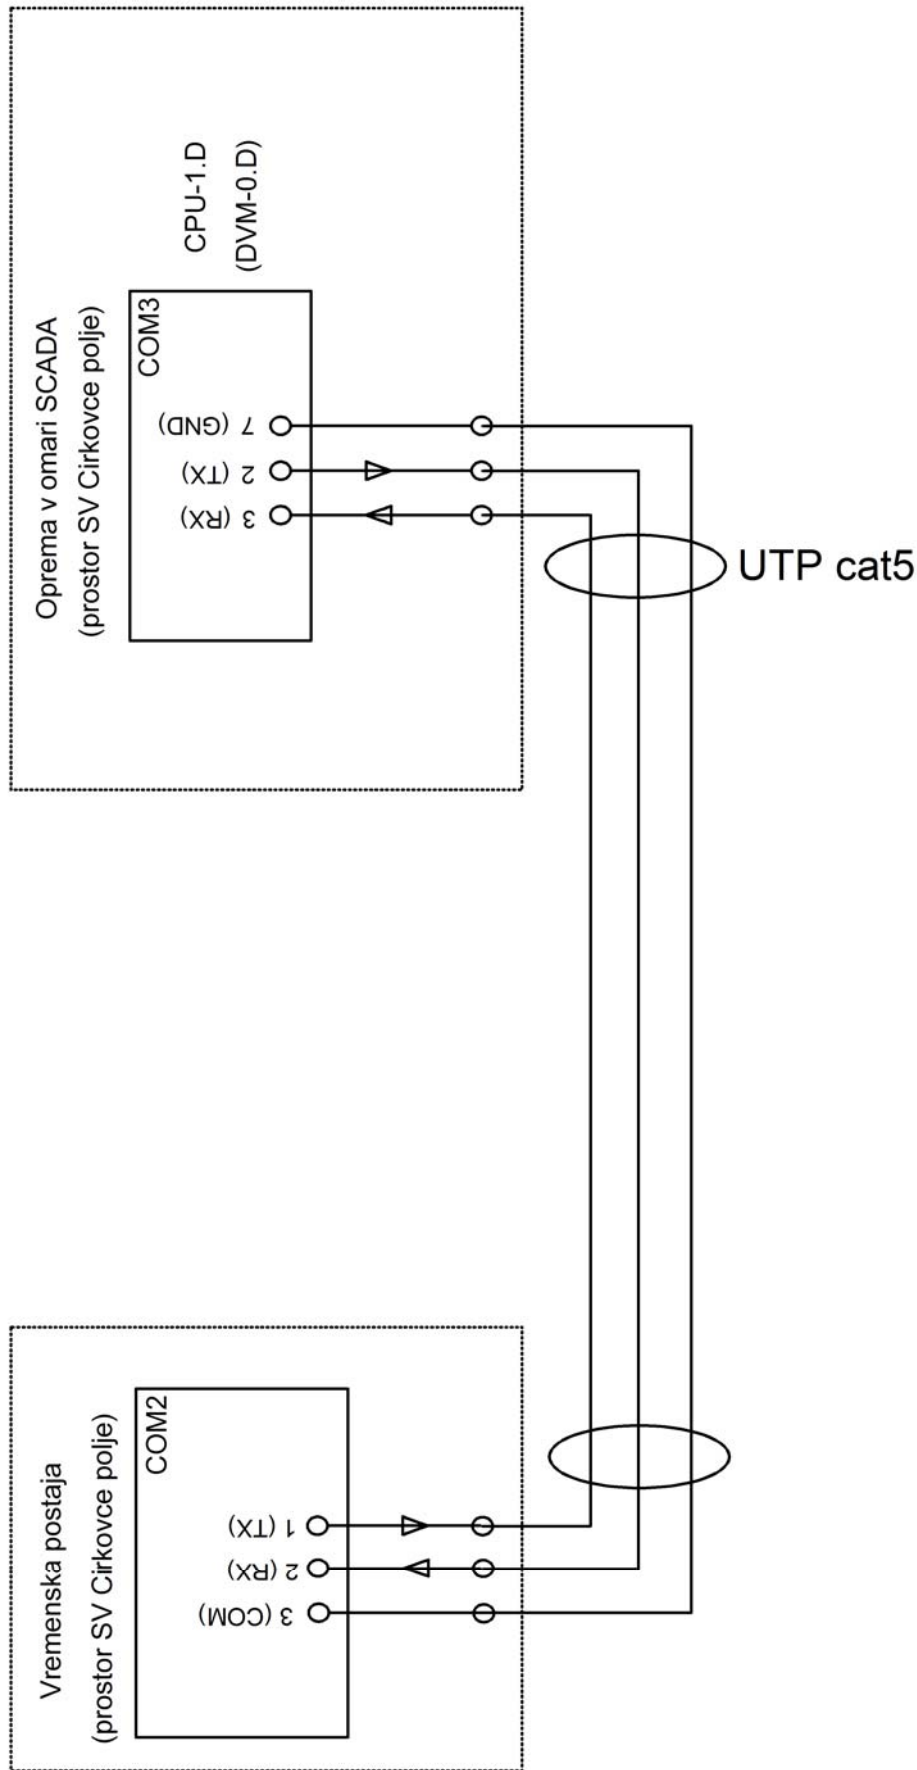 Oprema v omari SCADA
(prostor SV Cirkovce polje)
CPU-1.D
(DVM-0.D)
COM3
7 (GND)
2 (TX)
3 (RX)
UTP cat5
Vremenska postaja
(prostor SV Cirkovce polje)
COM2
1 (TX)
2 (RX)
3 (COM)